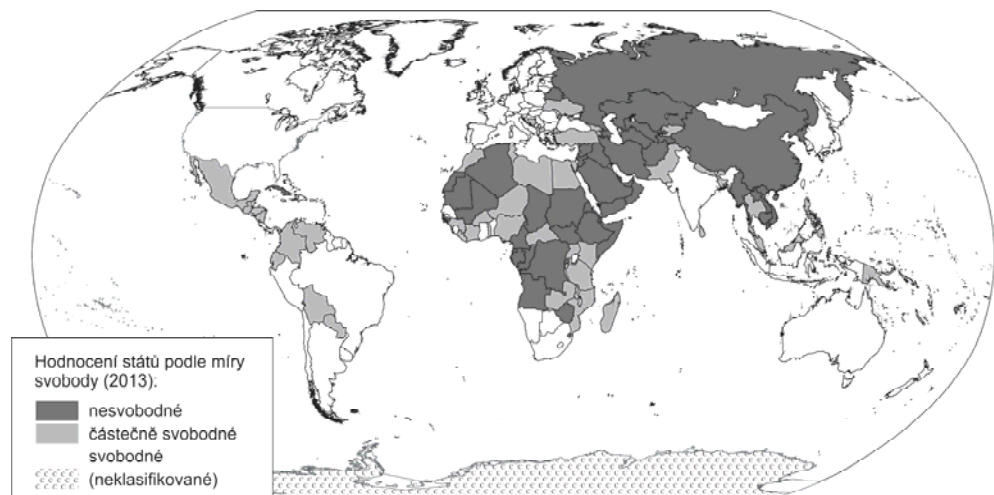 Hodnocení států podle míry
svobody (2013):
nesvobodné
částečně svobodné
svobodné
(neklasifikované)